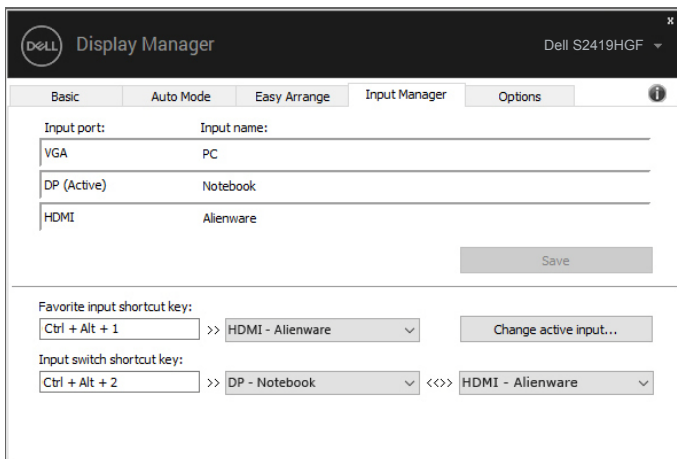 x
DELL Display Manager Dell S2419HGF
Basic Auto Mode Easy Arrange Input Manager Options i
Input port: Input name:
VGA PC
DP (Active) Notebook
HDMI Alienware
Save
Favorite input shortcut key:
Ctrl + Alt + 1 >> HDMI - Alienware Change active input...
Input switch shortcut key:
Ctrl + Alt + 2 >> DP - Notebook <<>> HDMI - Alienware